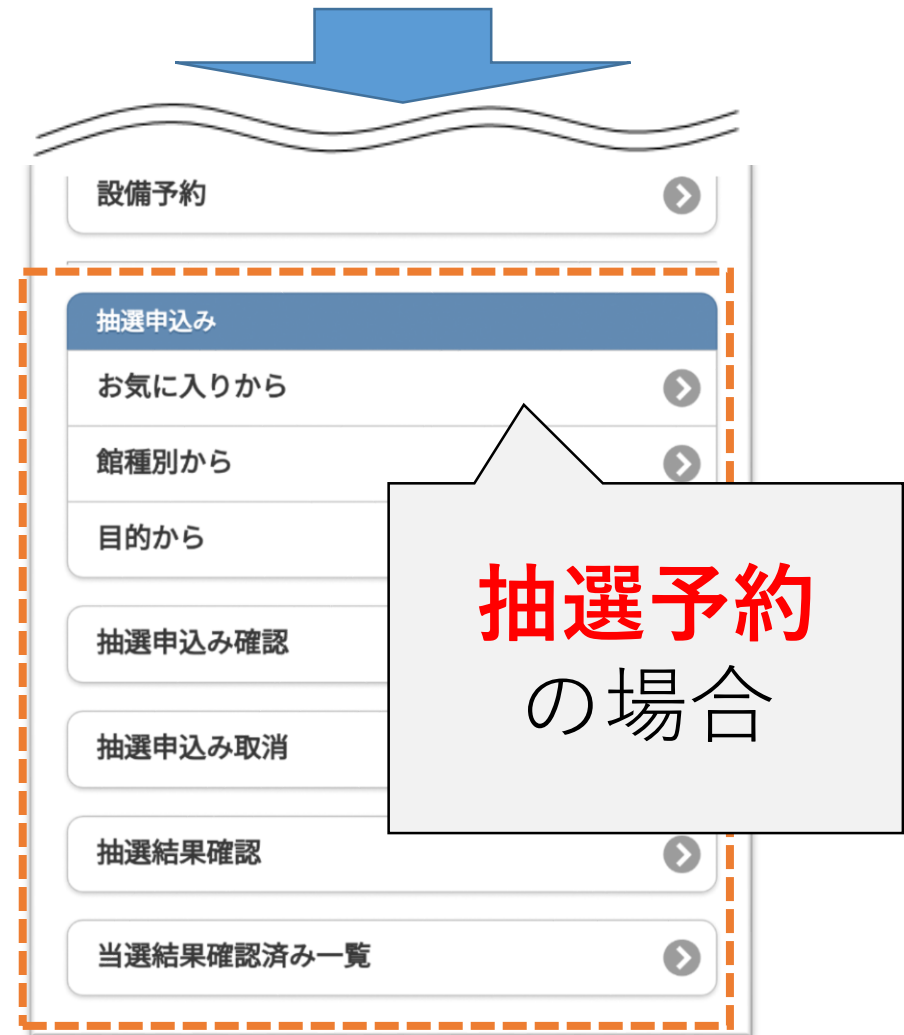 設備予約
抽選申込み
お気に入りから
館種別から
目的から
抽選予約
の場合
抽選申込み確認
抽選申込み取消
抽選結果確認
当選結果確認済み一覧